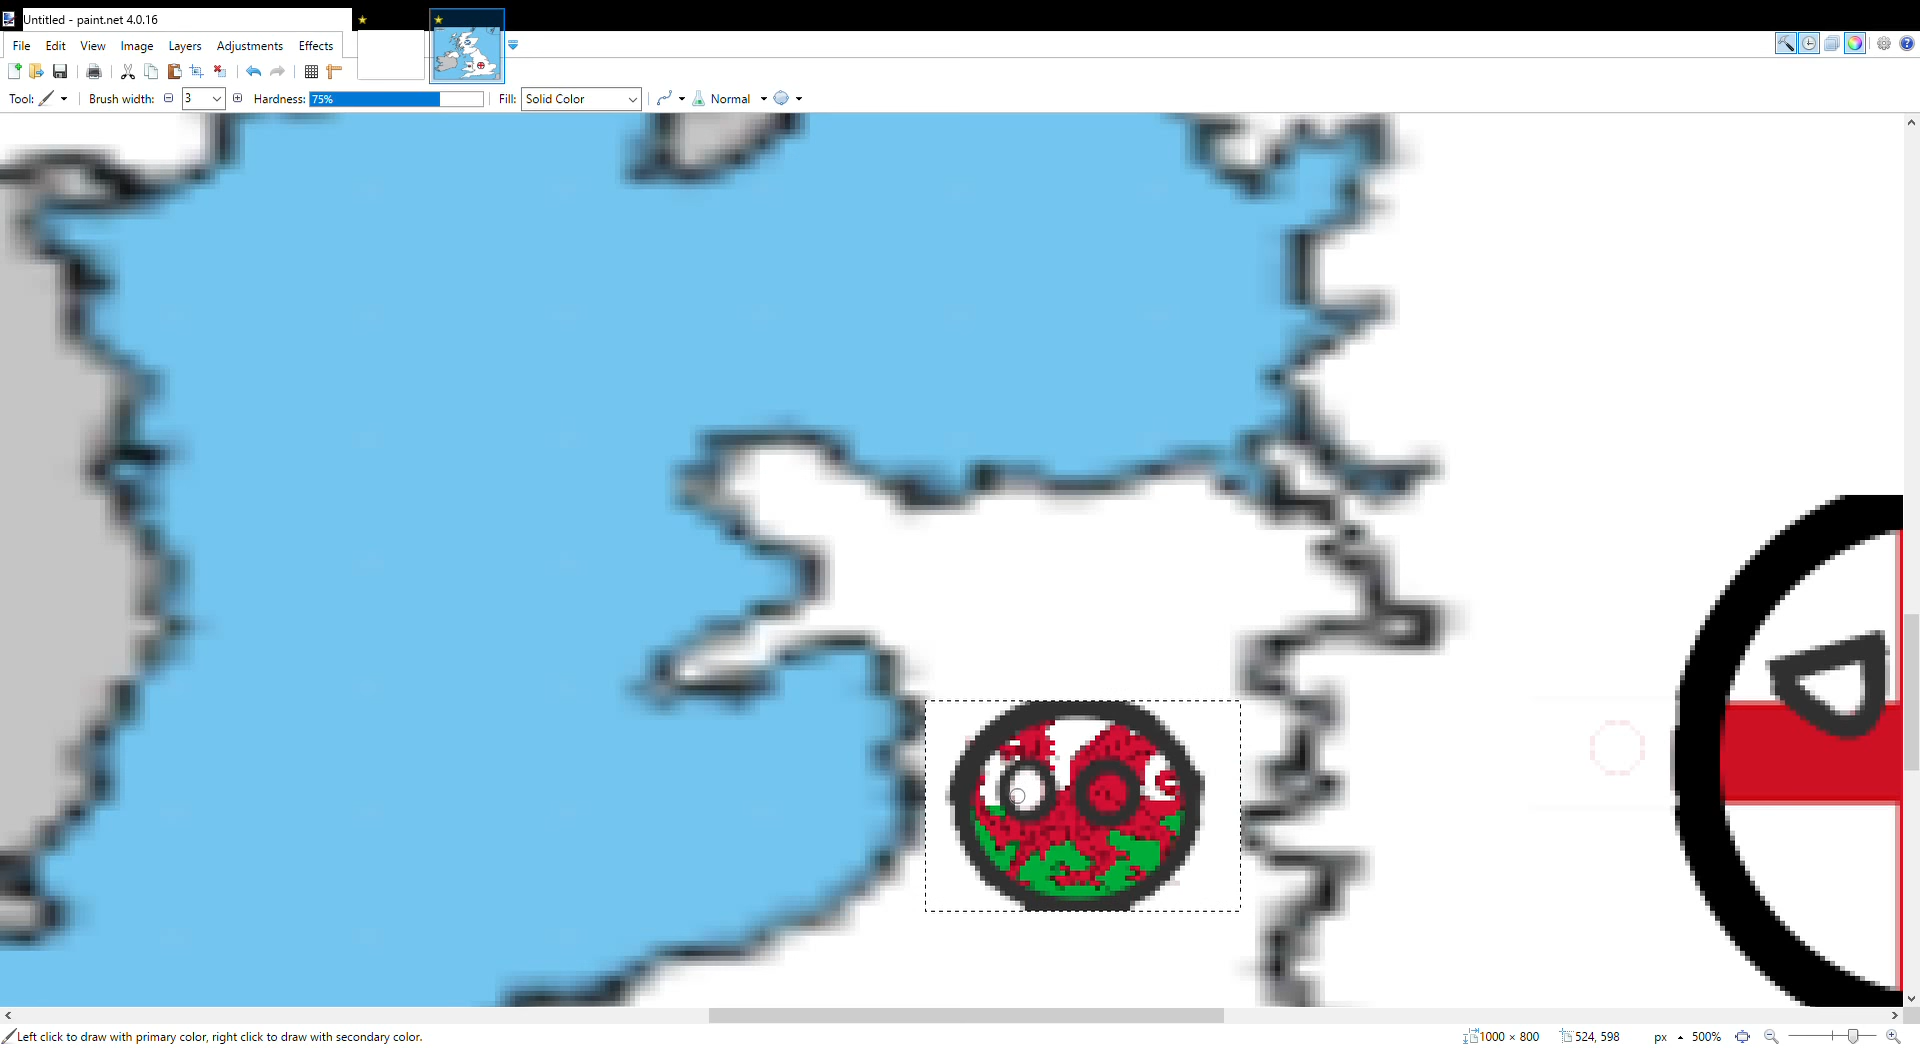 Untitled - paint.net 4.0.16
File Edit View Image Layers Adjustments Effects
Tool: Brush width: 3 Hardness: 75% Fill: Solid Color Normal
Left click to draw with primary color, right click to draw with secondary color. 1000 × 800 524, 598 px 500%